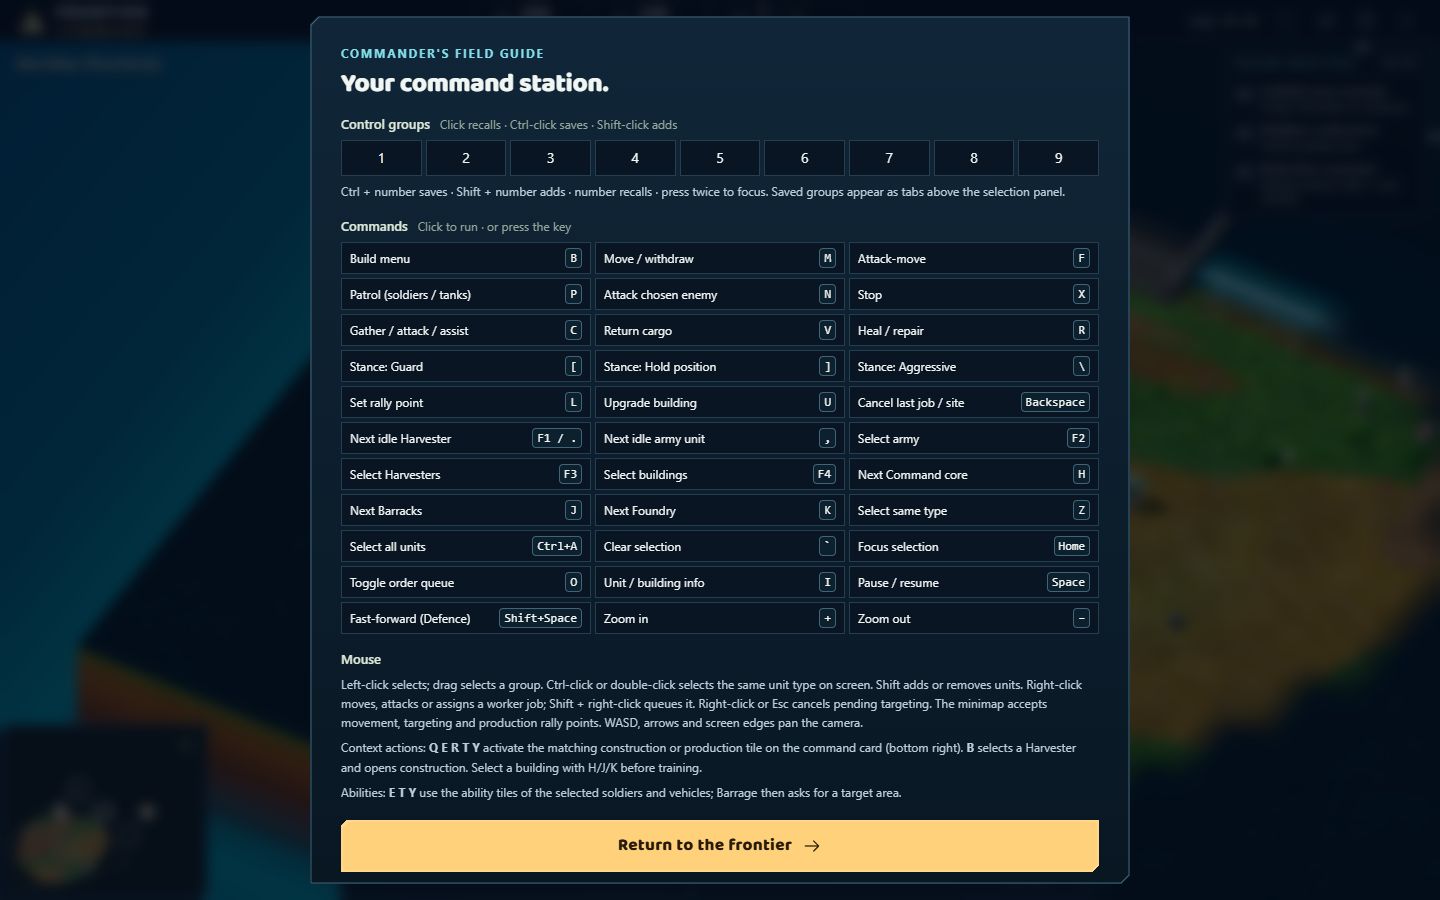 COMMANDER'S FIELD GUIDE
Your command station.
Control groups Click recalls · Ctrl-click saves · Shift-click adds
1 2 3 4 5 6 7 8 9
Ctrl + number saves · Shift + number adds · number recalls · press twice to focus. Saved groups appear as tabs above the selection panel.
Commands Click to run · or press the key
Build menu B Move / withdraw M Attack-move F
Patrol (soldiers / tanks) P Attack chosen enemy N Stop X
Gather / attack / assist C Return cargo V Heal / repair R
Stance: Guard [ Stance: Hold position ] Stance: Aggressive \
Set rally point L Upgrade building U Cancel last job / site Backspace
Next idle Harvester F1 / . Next idle army unit , Select army F2
Select Harvesters F3 Select buildings F4 Next Command core H
Next Barracks J Next Foundry K Select same type Z
Select all units Ctrl+A Clear selection ` Focus selection Home
Toggle order queue O Unit / building info I Pause / resume Space
Fast-forward (Defence) Shift+Space Zoom in + Zoom out −
Mouse
Left-click selects; drag selects a group. Ctrl-click or double-click selects the same unit type on screen. Shift adds or removes units. Right-click
moves, attacks or assigns a worker job; Shift + right-click queues it. Right-click or Esc cancels pending targeting. The minimap accepts
movement, targeting and production rally points. WASD, arrows and screen edges pan the camera.
Context actions: Q E R T Y activate the matching construction or production tile on the command card (bottom right). B selects a Harvester
and opens construction. Select a building with H/J/K before training.
Abilities: E T Y use the ability tiles of the selected soldiers and vehicles; Barrage then asks for a target area.
Return to the frontier →